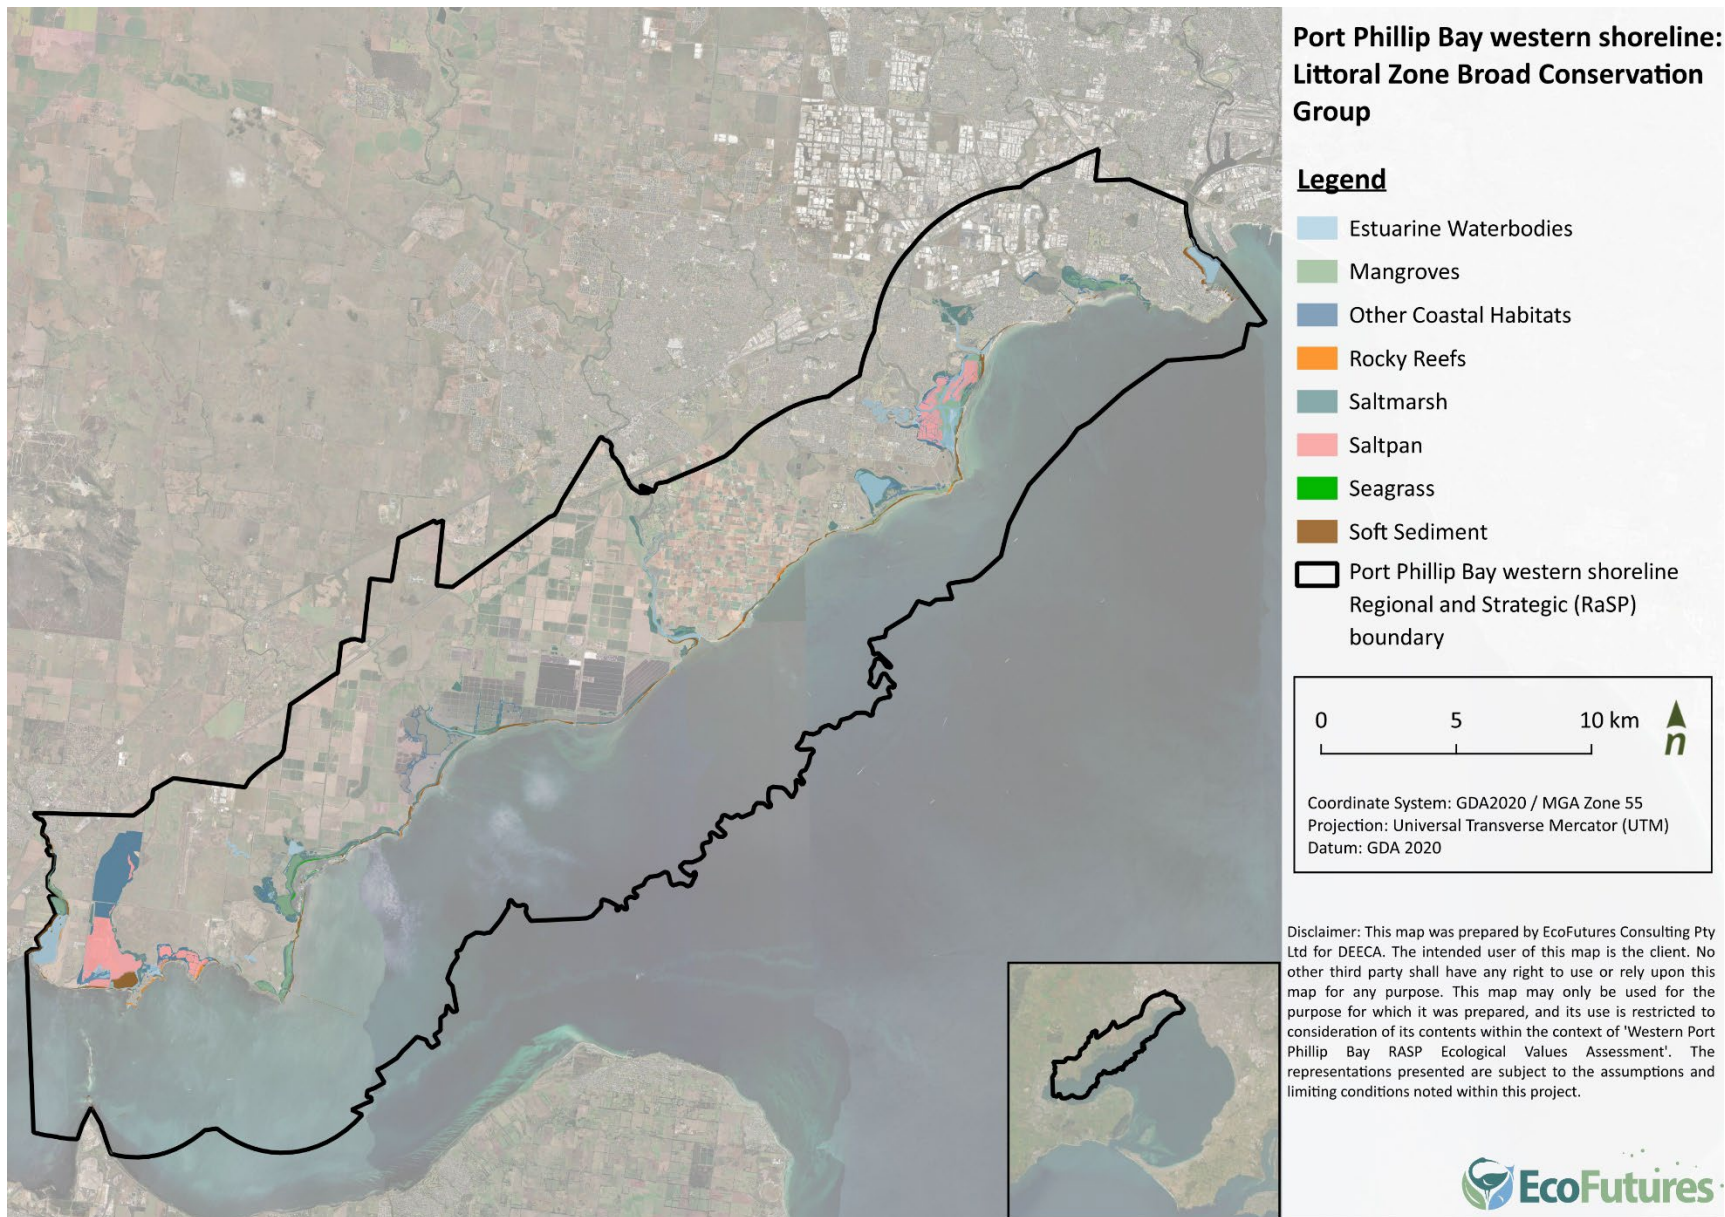 Port Phillip Bay western shoreline:
Littoral Zone Broad Conservation
Group
Legend
Estuarine Waterbodies
Mangroves
Other Coastal Habitats
Rocky Reefs
Saltmarsh
Saltpan
Seagrass
Soft Sediment
Port Phillip Bay western shoreline
Regional and Strategic (RaSP)
boundary
0 5 10 km
n
Coordinate System: GDA2020 / MGA Zone 55
Projection: Universal Transverse Mercator (UTM)
Datum: GDA 2020
Disclaimer: This map was prepared by EcoFutures Consulting Pty
Ltd for DEECA. The intended user of this map is the client. No
other third party shall have any right to use or rely upon this
map for any purpose. This map may only be used for the
purpose for which it was prepared, and its use is restricted to
consideration of its contents within the context of 'Western Port
Phillip Bay RASP Ecological Values Assessment'. The
representations presented are subject to the assumptions and
limiting conditions noted within this project.
EcoFutures